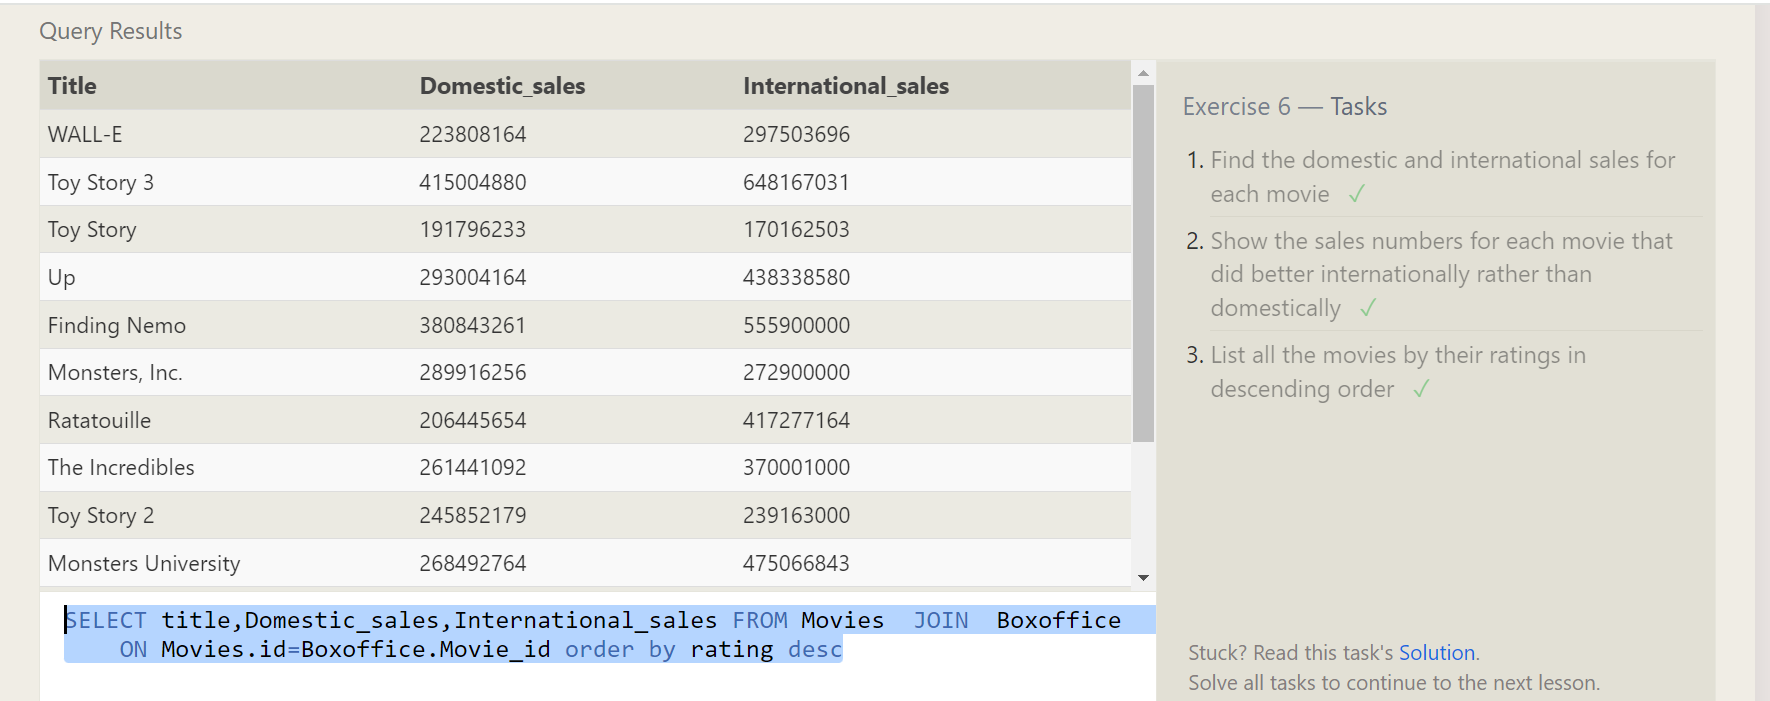 Query Results
Title Domestic_sales International_sales
WALL-E 223808164 297503696
Toy Story 3 415004880 648167031
Toy Story 191796233 170162503
Up 293004164 438338580
Finding Nemo 380843261 555900000
Monsters, Inc. 289916256 272900000
Ratatouille 206445654 417277164
The Incredibles 261441092 370001000
Toy Story 2 245852179 239163000
Monsters University 268492764 475066843
SELECT title,Domestic_sales,International_sales FROM Movies  JOIN  Boxoffice
ON Movies.id=Boxoffice.Movie_id order by rating desc
Exercise 6 — Tasks
1. Find the domestic and international sales for
each movie ✓
2. Show the sales numbers for each movie that
did better internationally rather than
domestically ✓
3. List all the movies by their ratings in
descending order ✓
Stuck? Read this task's Solution.
Solve all tasks to continue to the next lesson.